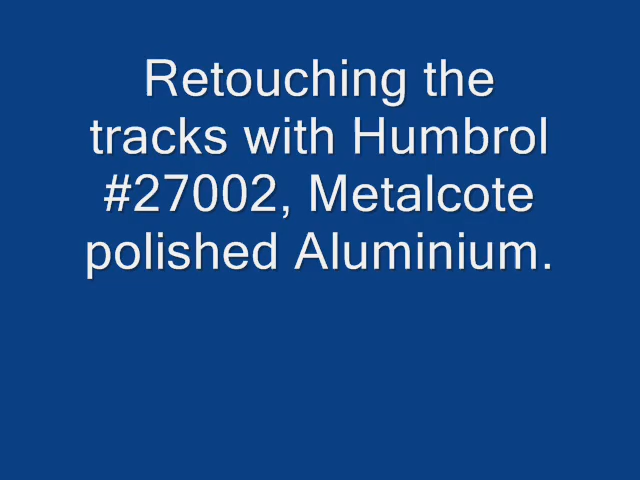 Retouching the
tracks with Humbrol
#27002, Metalcote
polished Aluminium.